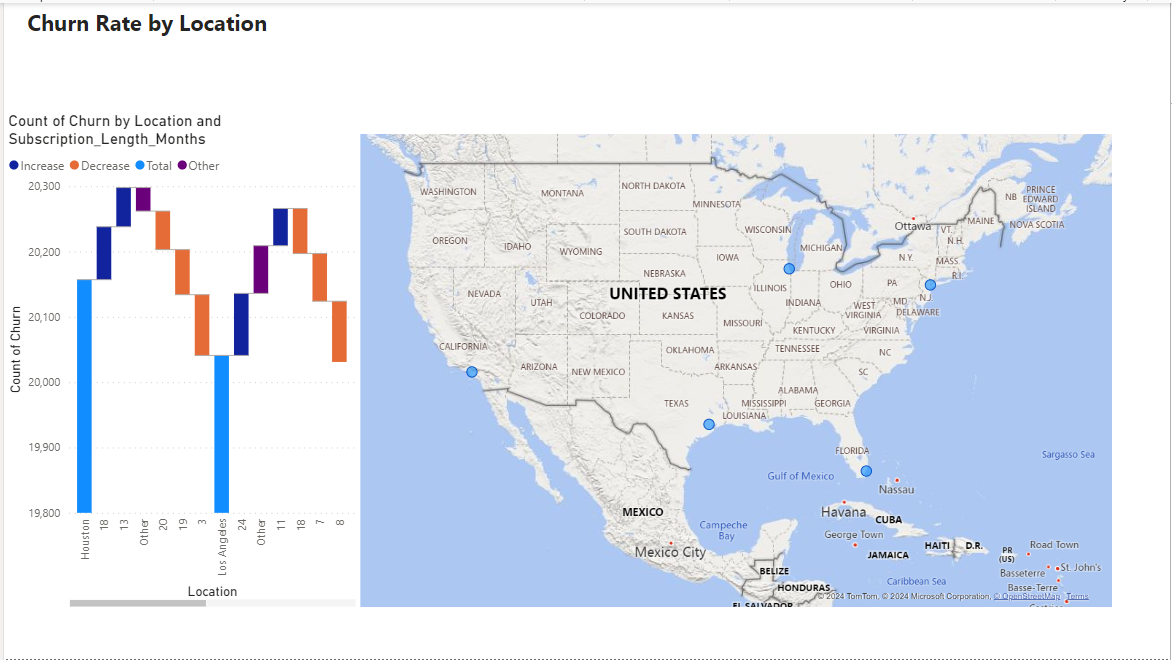 Churn Rate by Location
Count of Churn by Location and
Subscription_Length_Months
Increase Decrease Total Other
Count of Churn
20,300
20,200
20,100
20,000
19,900
19,800
Houston
18
13
Other
20
19
3
Los Angeles
24
Other
11
18
7
8
Location
WASHINGTON
MONTANA
NORTH DAKOTA
MINNESOTA
OREGON
IDAHO
WYOMING
SOUTH DAKOTA
WISCONSIN
MICHIGAN
Ottawa
VT.
N.H.
MAINE
NB
PRINCE
EDWARD
ISLAND
NOVA SCOTIA
N.Y.
MASS.
R.I.
IOWA
NEBRASKA
ILLINOIS
INDIANA
OHIO
PA
N.J.
MD
DELAWARE
NEVADA
UTAH
COLORADO
UNITED STATES
KANSAS
MISSOURI
WEST
VIRGINIA
KENTUCKY
VIRGINIA
CALIFORNIA
ARIZONA
NEW MEXICO
OKLAHOMA
ARKANSAS
TENNESSEE
NC
SC
TEXAS
LOUISIANA
MISSISSIPPI
ALABAMA
GEORGIA
FLORIDA
Gulf of Mexico
Sargasso Sea
Nassau
MEXICO
Mexico City
Campeche
Bay
Havana
CUBA
George Town
JAMAICA
HAITI
D.R.
PR
(US)
Road Town
Basseterre
St. John's
Basse-Terre
BELIZE
HONDURAS
EL SALVADOR
Caribbean Sea
© 2024 TomTom, © 2024 Microsoft Corporation, © OpenStreetMap Terms